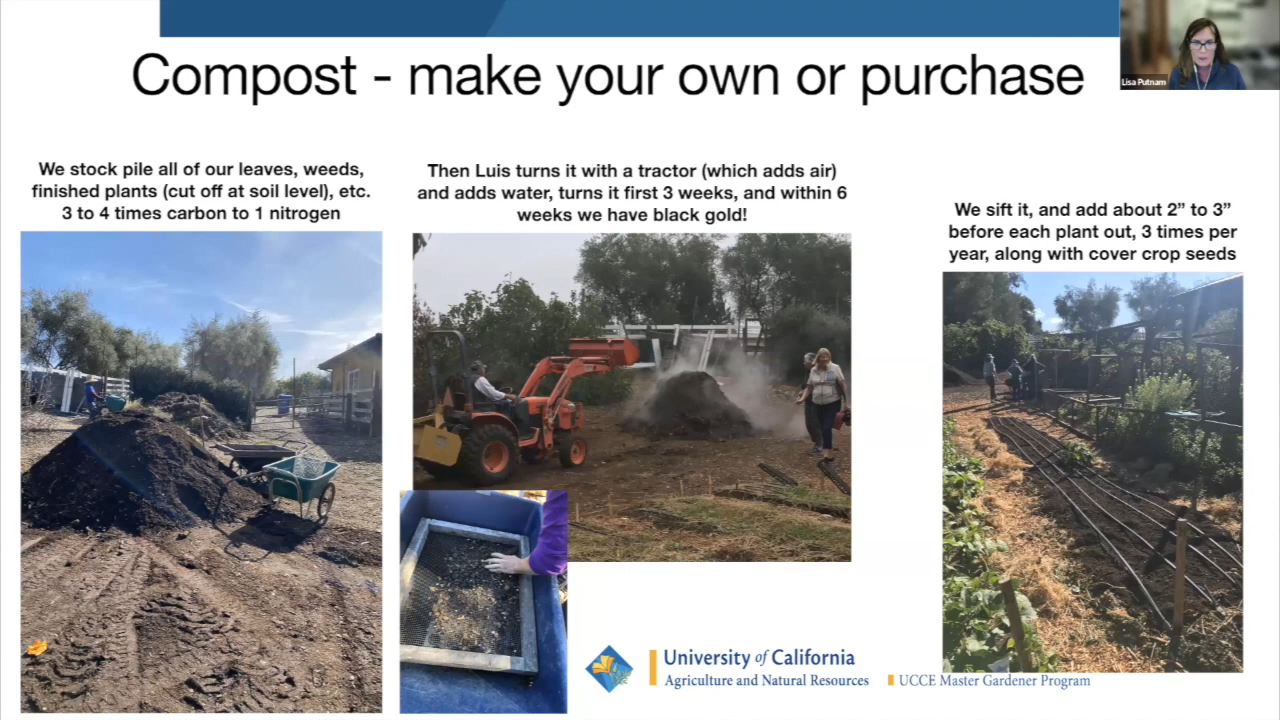 Compost - make your own or purchase
Lisa Putnam
We stock pile all of our leaves, weeds,
finished plants (cut off at soil level), etc.
3 to 4 times carbon to 1 nitrogen
Then Luis turns it with a tractor (which adds air)
and adds water, turns it first 3 weeks, and within 6
weeks we have black gold!
We sift it, and add about 2” to 3”
before each plant out, 3 times per
year, along with cover crop seeds
University of California
Agriculture and Natural Resources
UCCE Master Gardener Program